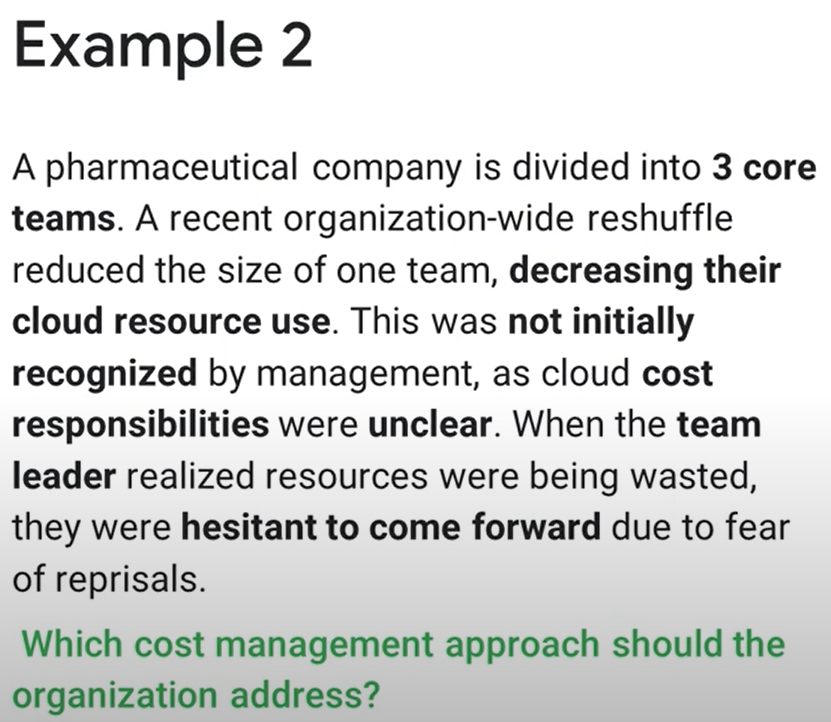 Example 2
A pharmaceutical company is divided into 3 core
teams. A recent organization-wide reshuffle
reduced the size of one team, decreasing their
cloud resource use. This was not initially
recognized by management, as cloud cost
responsibilities were unclear. When the team
leader realized resources were being wasted,
they were hesitant to come forward due to fear
of reprisals.
Which cost management approach should the
organization address?